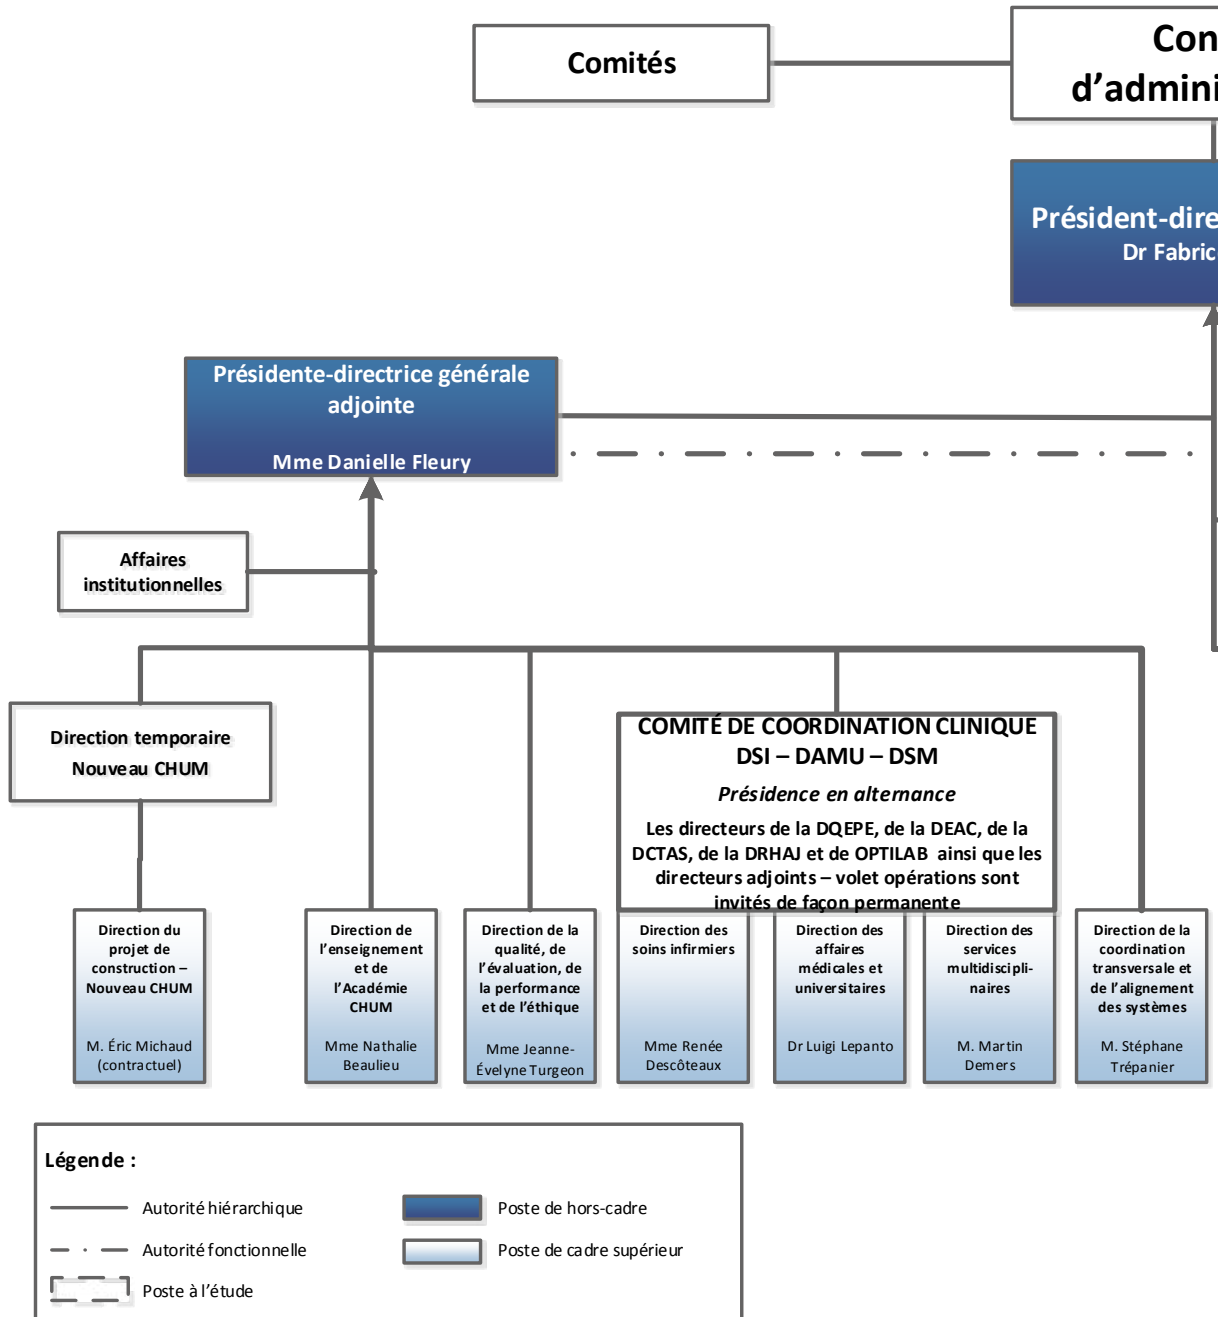 Comités
Con
d’admini
Président-dire
Dr Fabric
Présidente-directrice générale
adjointe
Mme Danielle Fleury
Affaires
institutionnelles
Direction temporaire
Nouveau CHUM
COMITÉ DE COORDINATION CLINIQUE
DSI – DAMU – DSM
Présidence en alternance
Les directeurs de la DQEPE, de la DEAC, de la
DCTAS, de la DRHAJ et de OPTILAB ainsi que les
directeurs adjoints – volet opérations sont
invités de façon permanente
Direction du
projet de
construction –
Nouveau CHUM
M. Éric Michaud
(contractuel)
Direction de
l’enseignement
et de
l’Académie
CHUM
Mme Nathalie
Beaulieu
Direction de la
qualité, de
l’évaluation, de
la performance
et de l’éthique
Mme Jeanne-
Évelyne Turgeon
Direction des
soins infirmiers
Mme Renée
Descôteaux
Direction des
affaires
médicales et
universitaires
Dr Luigi Lepanto
Direction des
services
multidiscipli-
naires
M. Martin
Demers
Direction de la
coordination
transversale et
de l’alignement
des systèmes
M. Stéphane
Trépanier
Légende :
Autorité hiérarchique
Poste de hors-cadre
Autorité fonctionnelle
Poste de cadre supérieur
Poste à l’étude